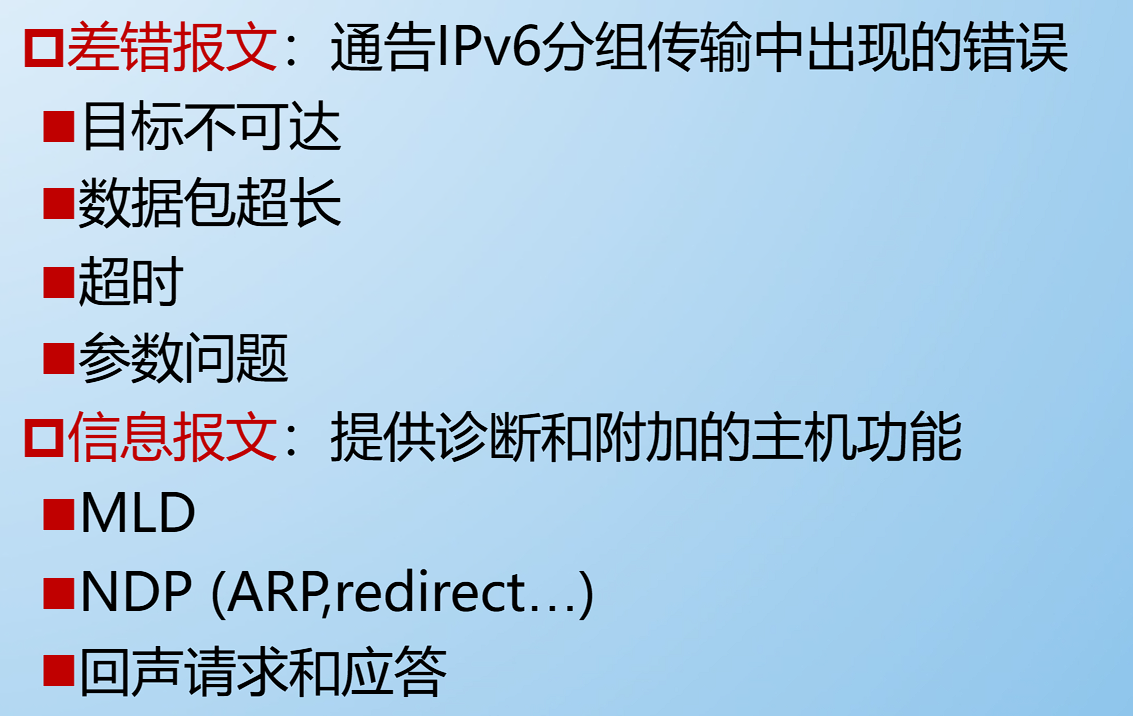 差错报文：通告IPv6分组传输中出现的错误
目标不可达
数据包超长
超时
参数问题
信息报文：提供诊断和附加的主机功能
MLD
NDP (ARP,redirect…)
回声请求和应答